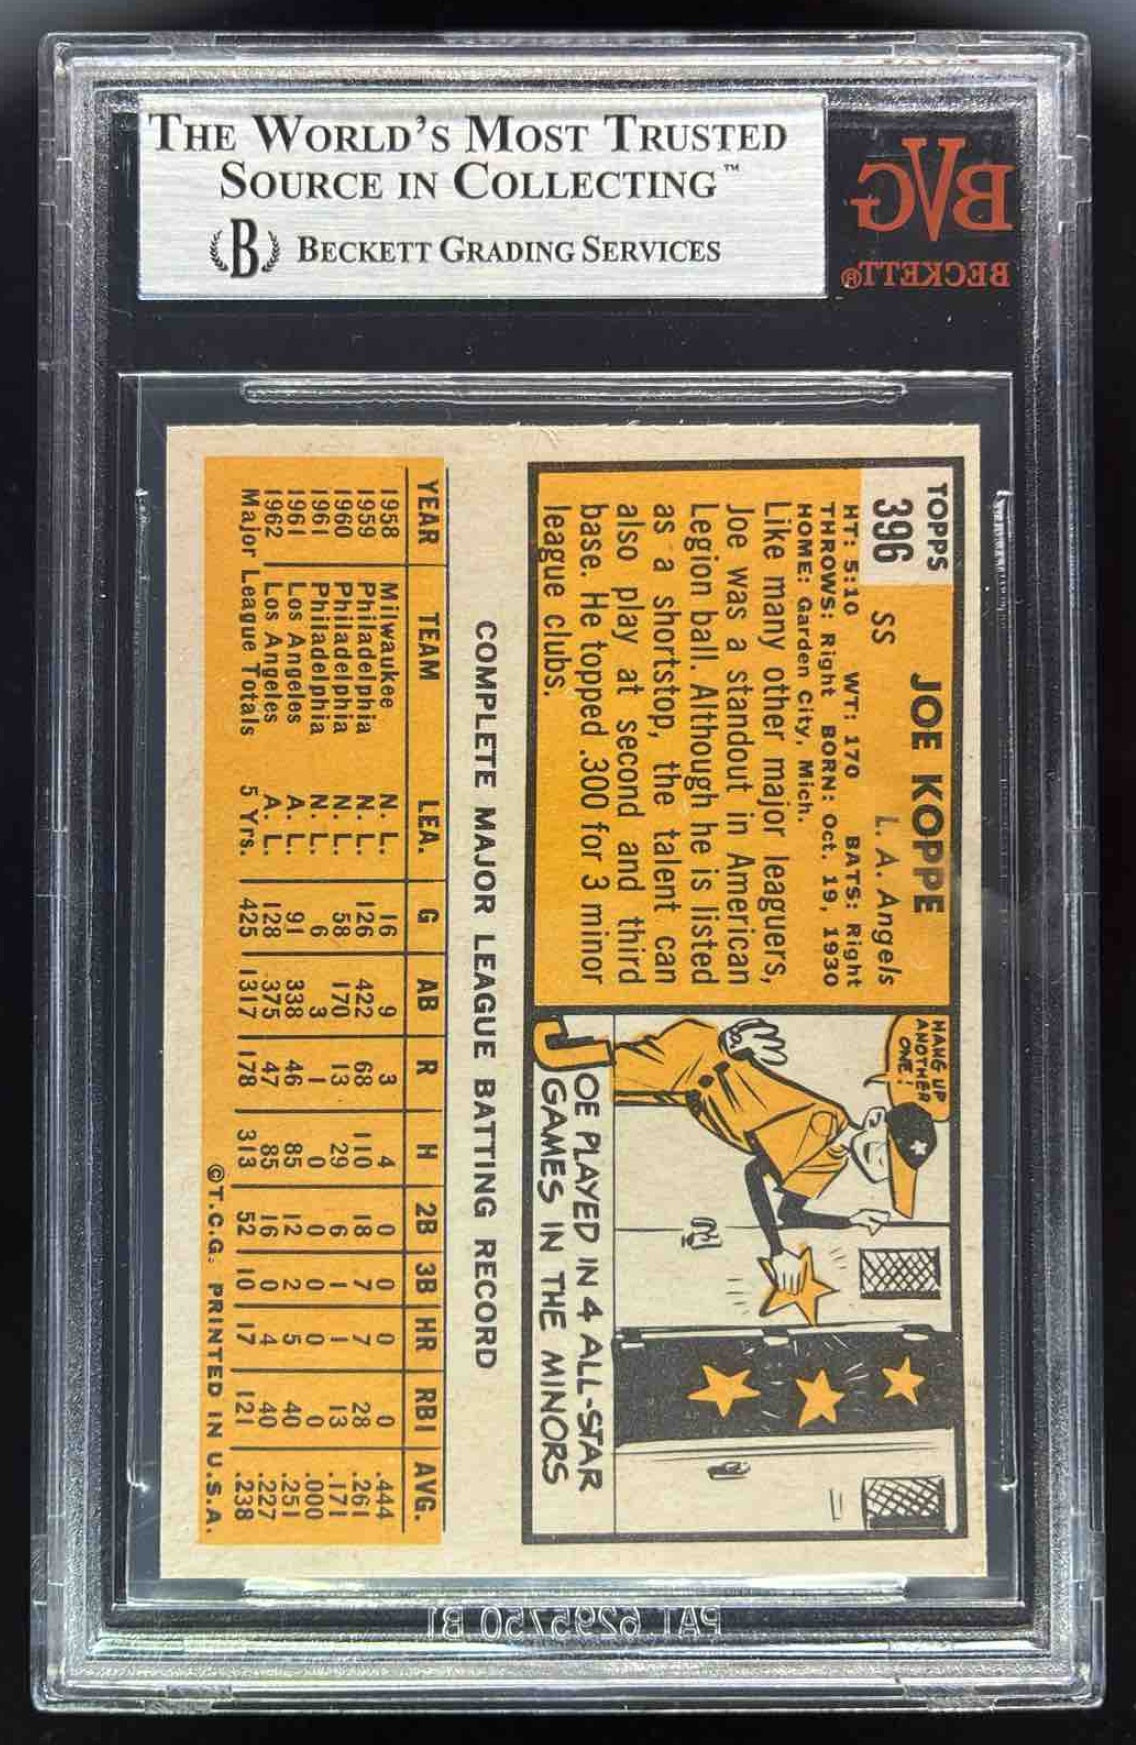 THE WORLD'S MOST TRUSTED
SOURCE IN COLLECTING™
B BECKETT GRADING SERVICES
BVG
BECKETT®
TOPPS
396
JOE KOPPE
SS L. A. Angels
HT: 5:10 WT: 170 BATS: Right
THROWS: Right BORN: Oct. 19, 1930
HOME: Garden City, Mich.
Like many other major leaguers,
Joe was a standout in American
Legion ball. Although he is listed
as a shortstop, the talent can
also play at second and third
base. He topped .300 for 3 minor
league clubs.
HANG UP
ANOTHER
ONE!
JOE PLAYED IN 4 ALL-STAR
GAMES IN THE MINORS
COMPLETE MAJOR LEAGUE BATTING RECORD
YEAR TEAM LEA. G AB R H 2B 3B HR RBI AVG.
1958 Milwaukee N. L. 16 9 3 4 0 0 0 0 .444
1959 Philadelphia N. L. 126 422 68 110 18 7 7 28 .261
1960 Philadelphia N. L. 58 170 13 29 6 1 1 13 .171
1961 Philadelphia N. L. 6 3 1 0 0 0 0 0 .000
1961 Los Angeles A. L. 91 338 46 85 12 2 5 40 .251
1962 Los Angeles A. L. 128 375 47 85 16 0 4 40 .227
Major League Totals 5 Yrs. 425 1317 178 313 52 10 17 121 .238
©T.C.G. PRINTED IN U.S.A.
PAT. 6295750 B1